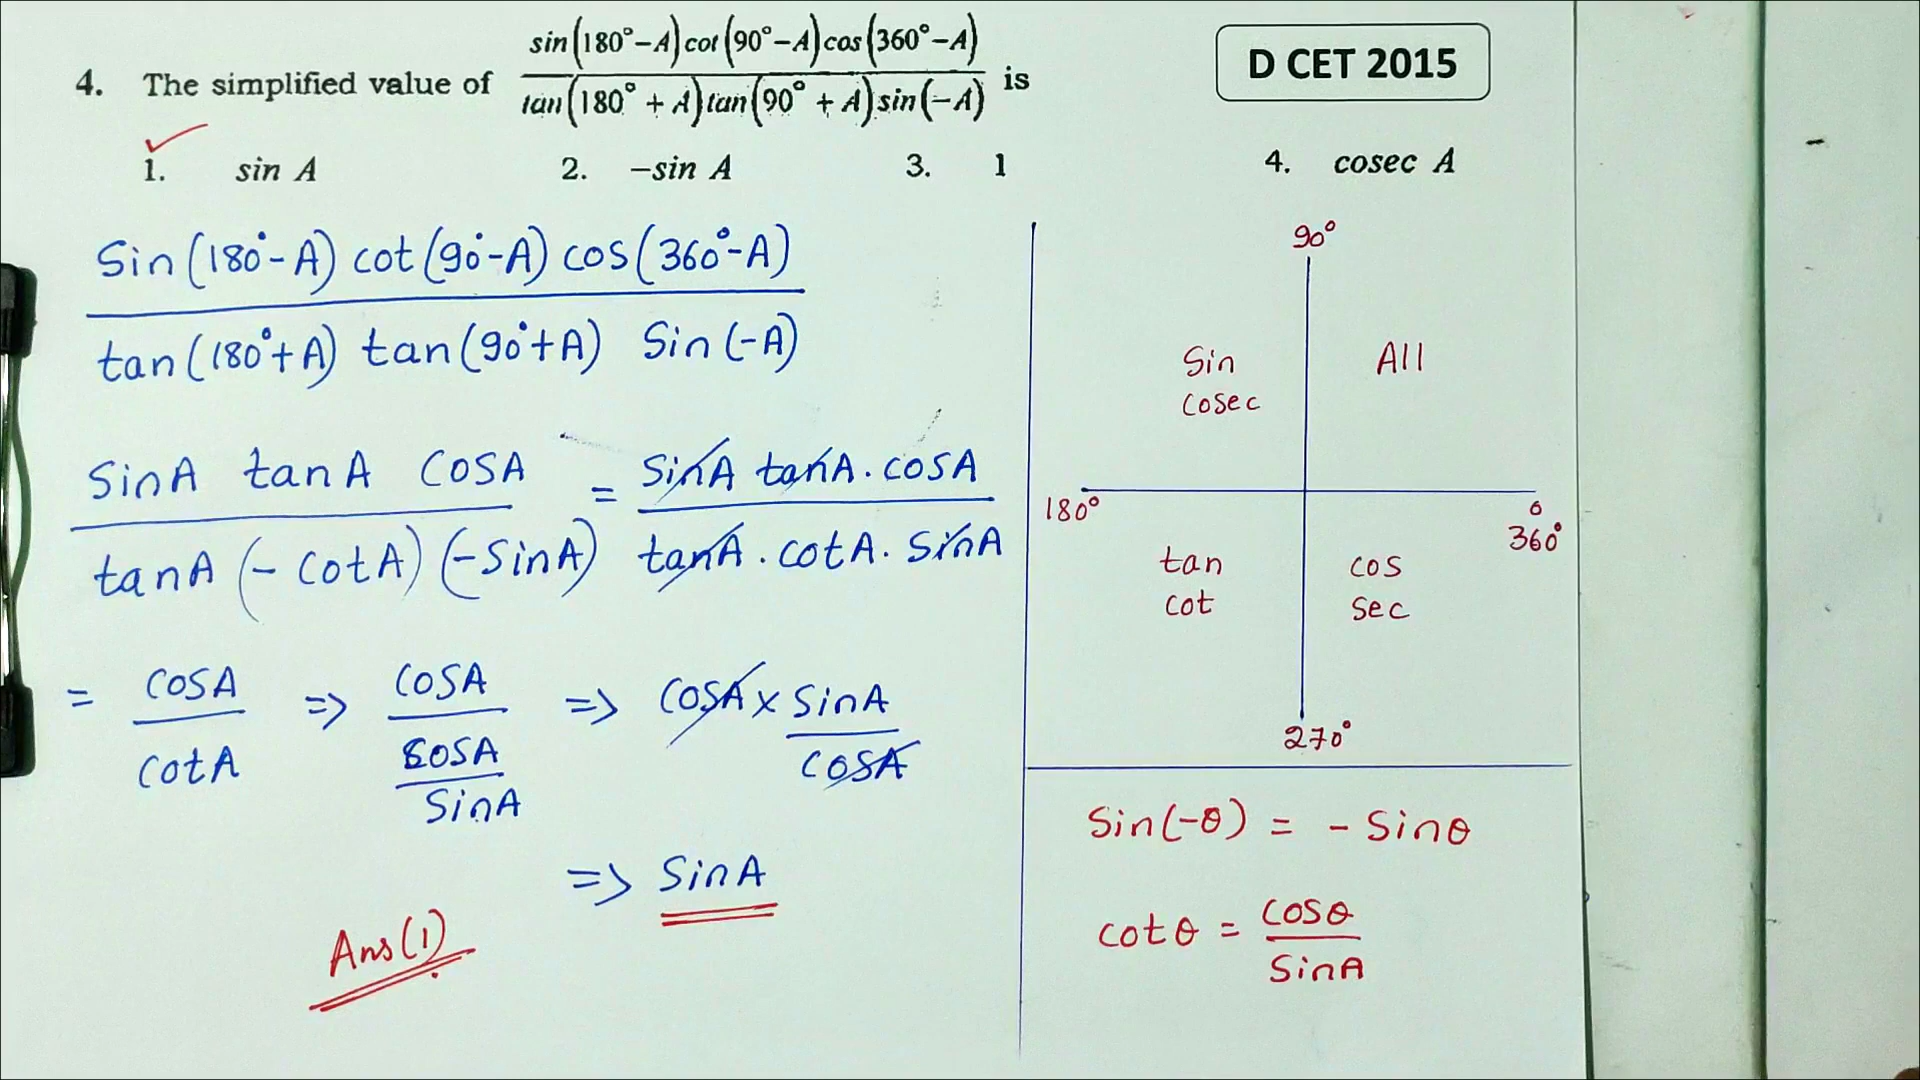 4. The simplified value of sin(180°-A)cot(90°-A)cos(360°-A) / tan(180°+A)tan(90°+A)sin(-A) is
D CET 2015
1. sin A 2. -sin A 3. 1 4. cosec A
Sin(180°-A) cot(90°-A) cos(360°-A)
tan(180°+A) tan(90°+A) Sin(-A)
SinA tanA COSA = SinA tanA. cosA
tanA (-cotA) (-SinA) tanA . cotA. SinA
= COSA / cotA => COSA / COSA / SinA => COSA x SinA / COSA
=> SinA
Ans(1)
90°
Sin
Cosec
All
180°
0
360°
tan
cot
cos
Sec
270°
Sin(-θ) = - Sinθ
cotθ = cosθ / SinA